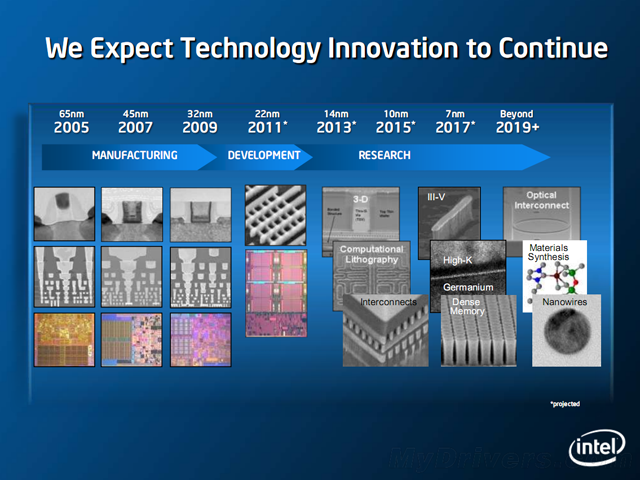 We Expect Technology Innovation to Continue
65nm 45nm 32nm 22nm 14nm 10nm 7nm Beyond
2005 2007 2009 2011* 2013* 2015* 2017* 2019+
MANUFACTURING DEVELOPMENT RESEARCH
3-D
III-V
Optical
Interconnect
Computational
Lithography
High-K
Germanium
Materials
Synthesis
Interconnects
Dense
Memory
Nanowires
*projected
intel